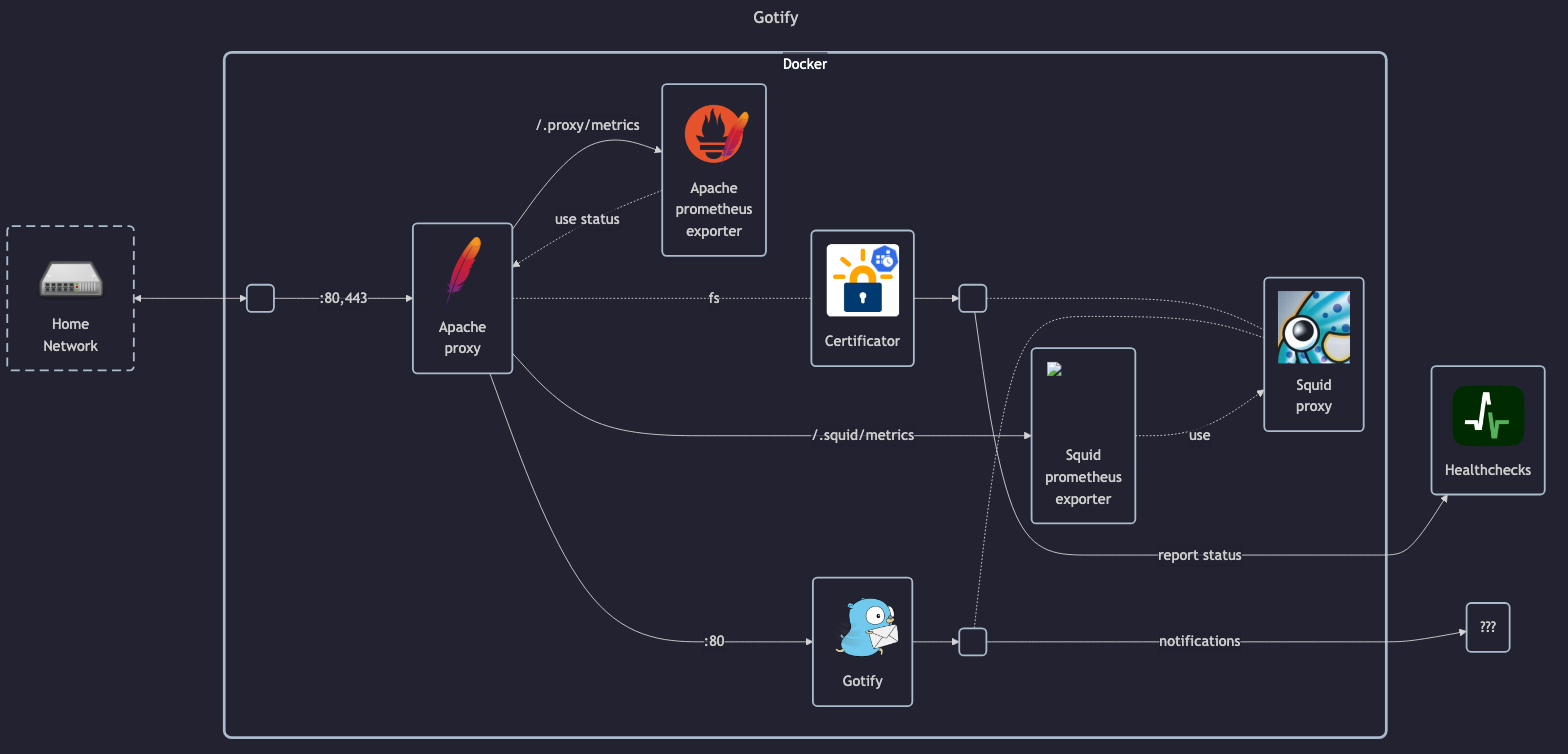 Gotify
Docker
/.proxy/metrics
Apache
prometheus
exporter
use status
Home
Network
:80,443
Apache
proxy
fs
Certificator
Squid
proxy
/.squid/metrics
Squid
prometheus
exporter
use
Healthchecks
report status
:80
Gotify
notifications
???